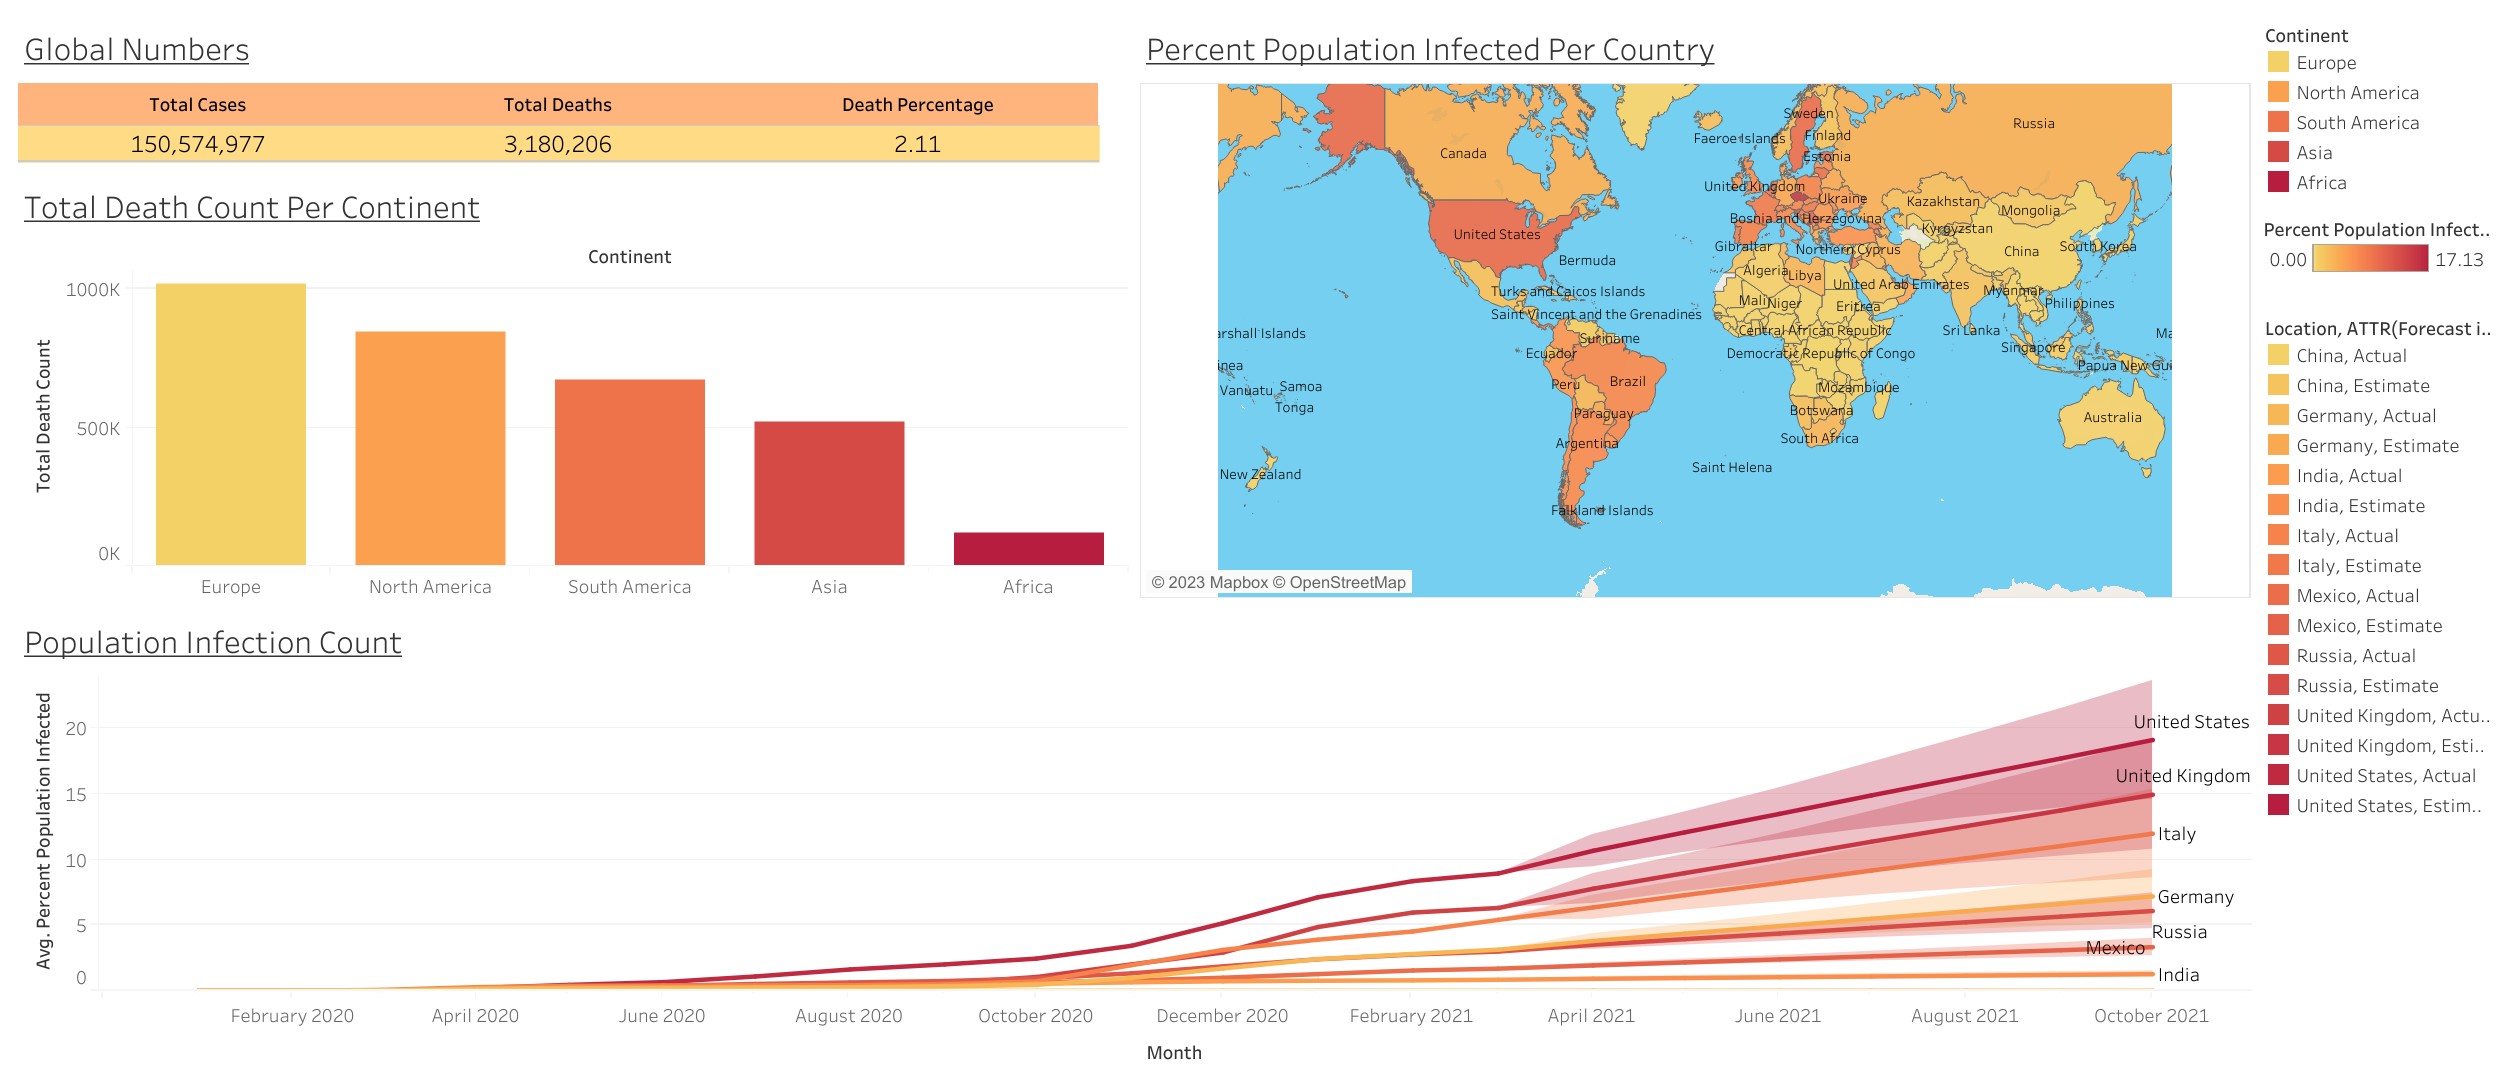 Global Numbers
Total Cases Total Deaths Death Percentage
150,574,977 3,180,206 2.11
Total Death Count Per Continent
Continent
Total Death Count
1000K
500K
0K
Europe North America South America Asia Africa
Percent Population Infected Per Country
Sweden
Russia
Faeroe Islands
Finland
Canada
Estonia
United Kingdom
Ukraine
Kazakhstan
Mongolia
Bosnia and Herzegovina
Kyrgyzstan
United States
Gibraltar
Northern Cyprus
China
South Korea
Bermuda
Algeria
Libya
United Arab Emirates
Turks and Caicos Islands
Mali
Niger
Eritrea
Myanmar
Philippines
Saint Vincent and the Grenadines
Central African Republic
Sri Lanka
arshall Islands
Ma
Suriname
Singapore
Ecuador
Democratic Republic of Congo
inea
Papua New Gui
Peru
Brazil
Samoa
Vanuatu
Mozambique
Tonga
Paraguay
Botswana
Australia
Argentina
South Africa
New Zealand
Saint Helena
Falkland Islands
© 2023 Mapbox © OpenStreetMap
Continent
Europe
North America
South America
Asia
Africa
Percent Population Infect..
0.00 17.13
Location, ATTR(Forecast i..
China, Actual
China, Estimate
Germany, Actual
Germany, Estimate
India, Actual
India, Estimate
Italy, Actual
Italy, Estimate
Mexico, Actual
Mexico, Estimate
Russia, Actual
Russia, Estimate
United Kingdom, Actu..
United Kingdom, Esti..
United States, Actual
United States, Estim..
Population Infection Count
Avg. Percent Population Infected
20
15
10
5
0
United States
United Kingdom
Italy
Germany
Russia
Mexico
India
February 2020 April 2020 June 2020 August 2020 October 2020 December 2020 February 2021 April 2021 June 2021 August 2021 October 2021
Month